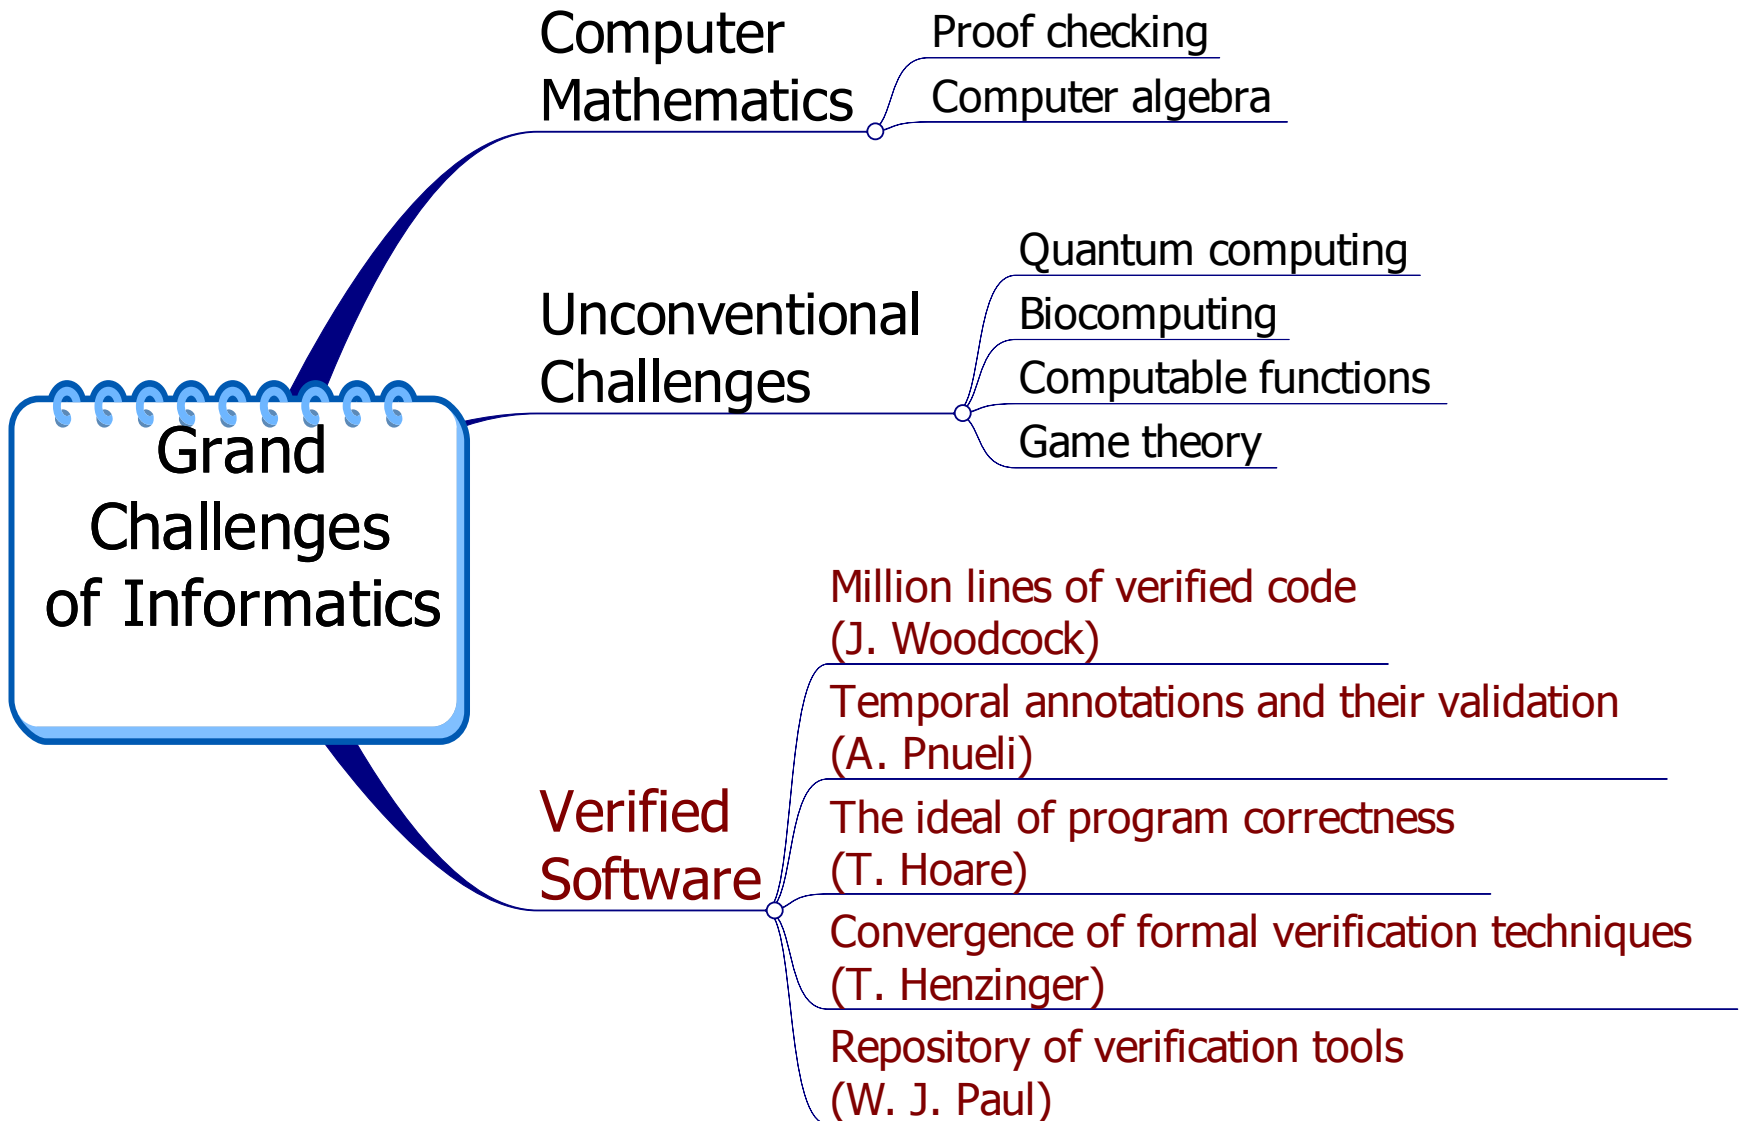 Computer
Mathematics
Proof checking
Computer algebra
Unconventional
Challenges
Quantum computing
Biocomputing
Computable functions
Game theory
Grand
Challenges
of Informatics
Verified
Software
Million lines of verified code
(J. Woodcock)
Temporal annotations and their validation
(A. Pnueli)
The ideal of program correctness
(T. Hoare)
Convergence of formal verification techniques
(T. Henzinger)
Repository of verification tools
(W. J. Paul)